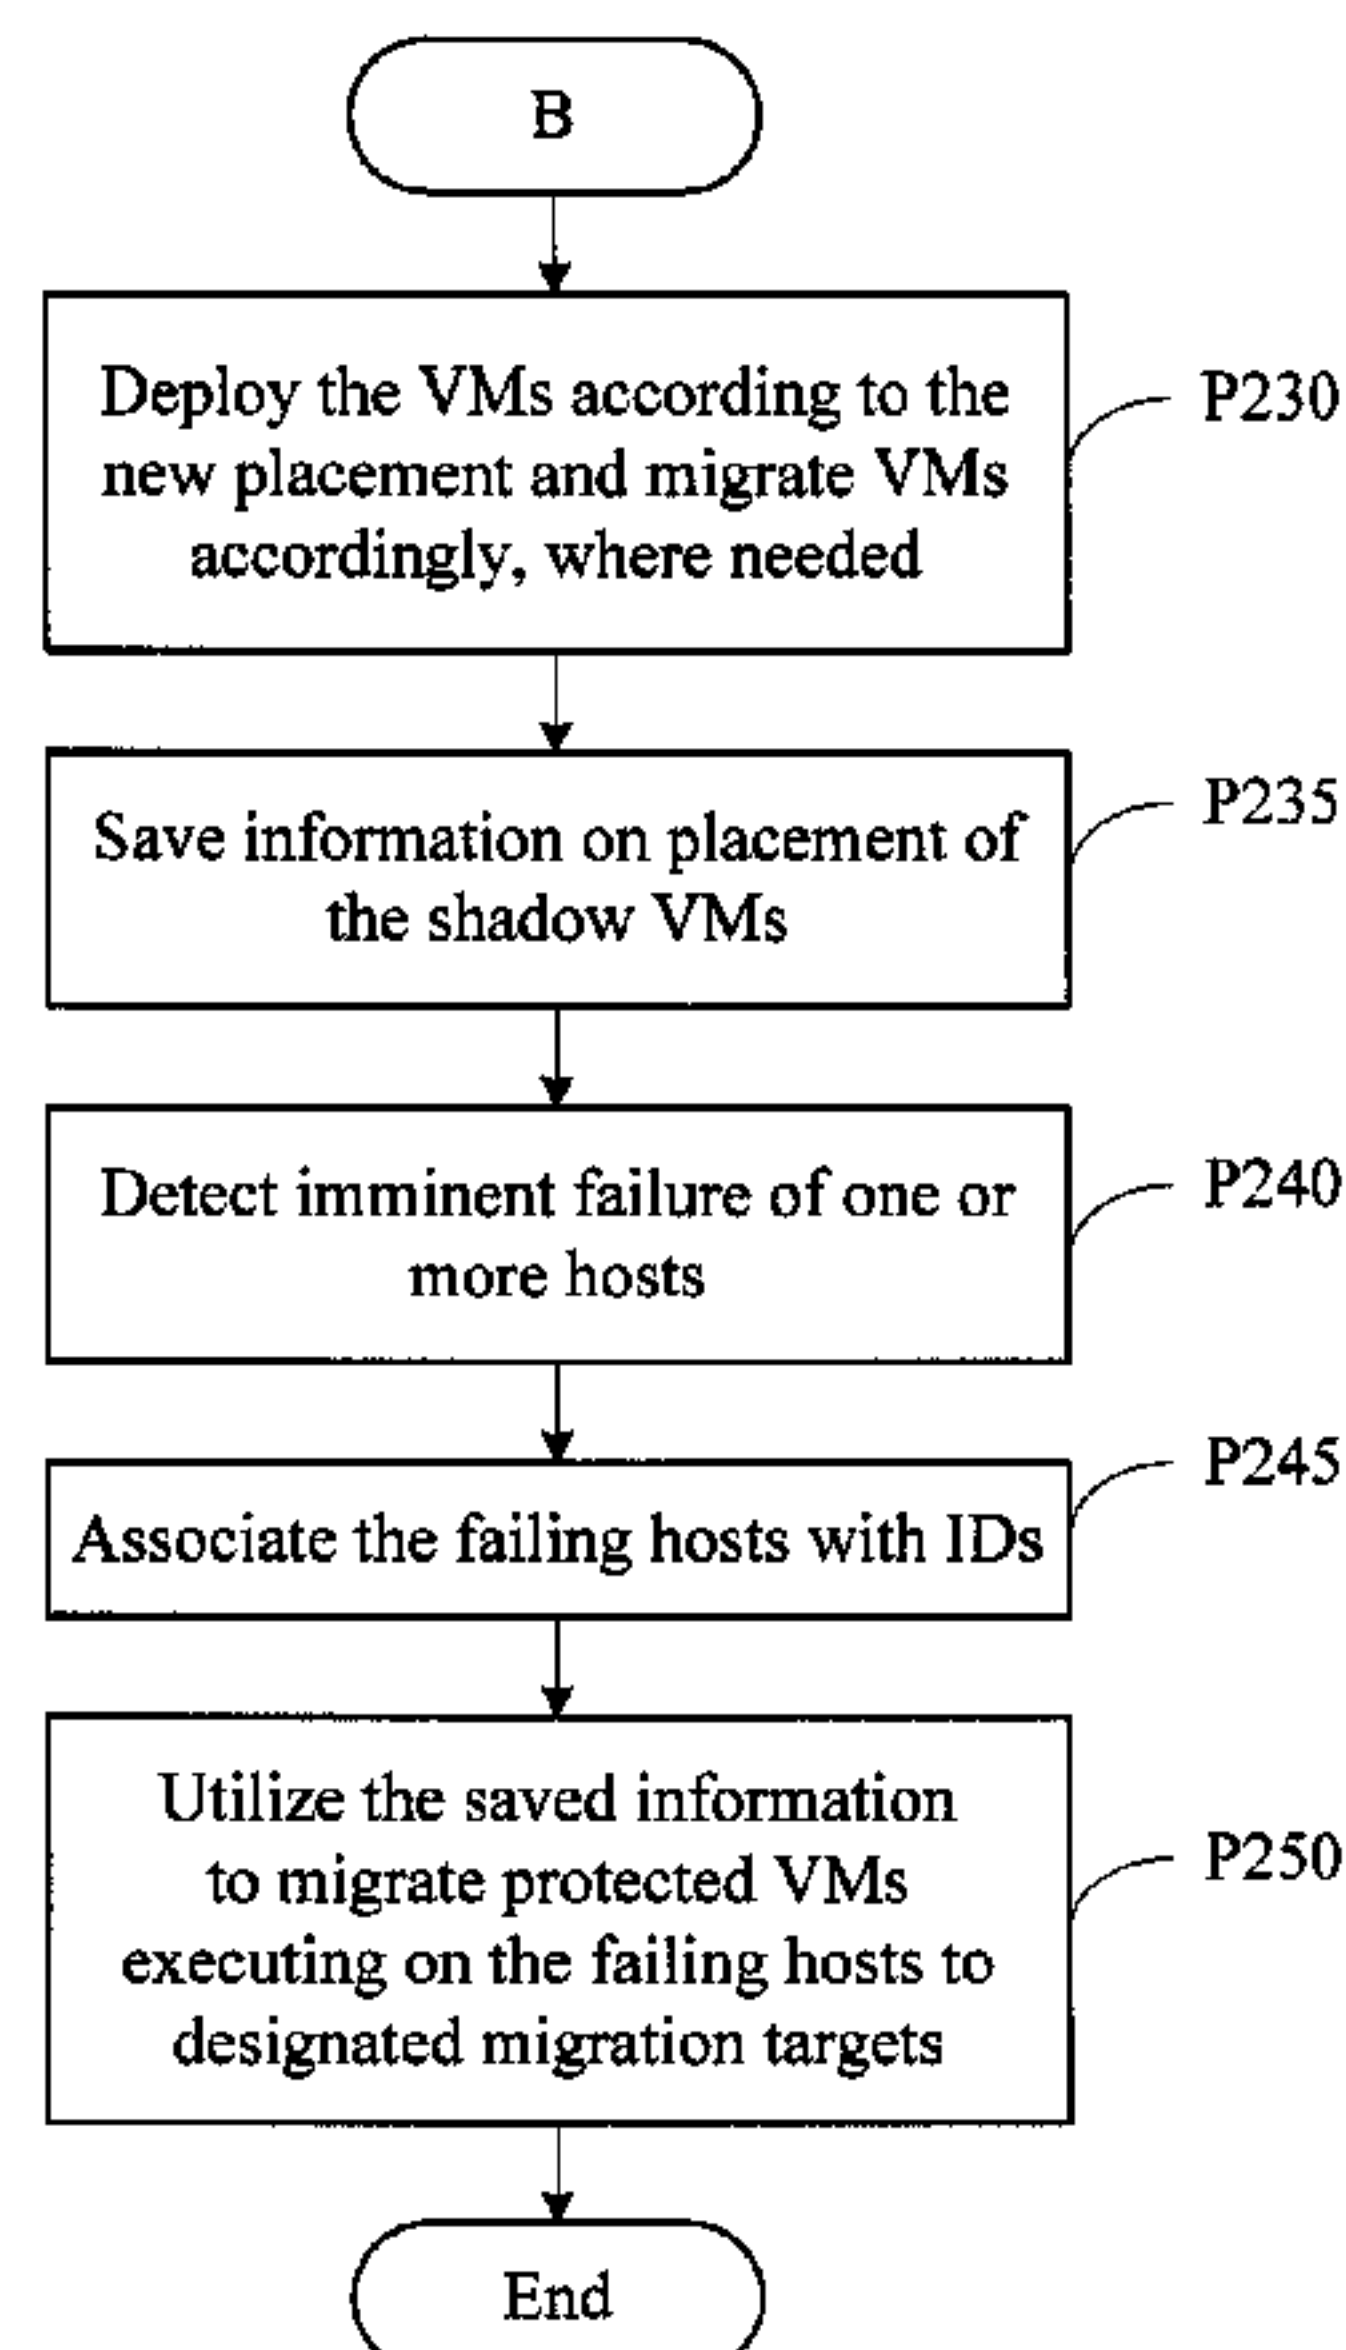 B
Deploy the VMs according to the
new placement and migrate VMs
accordingly, where needed
P230
Save information on placement of
the shadow VMs
P235
Detect imminent failure of one or
more hosts
P240
Associate the failing hosts with IDs
P245
Utilize the saved information
to migrate protected VMs
executing on the failing hosts to
designated migration targets
P250
End